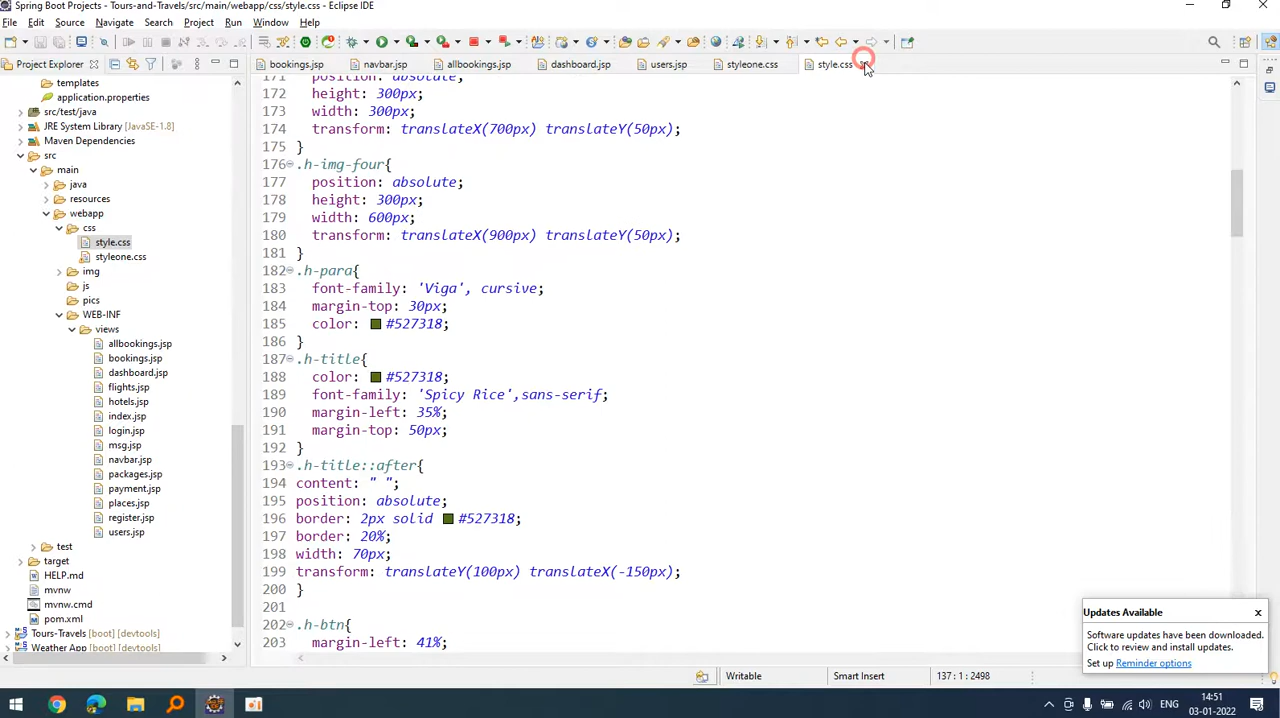 Spring Boot Projects - Tours-and-Travels/src/main/webapp/css/style.css - Eclipse IDE
File Edit Source Navigate Search Project Run Window Help
Project Explorer
bookings.jsp navbar.jsp allbookings.jsp dashboard.jsp users.jsp styleone.css style.css
templates
application.properties
src/test/java
JRE System Library [JavaSE-1.8]
Maven Dependencies
src
main
java
resources
webapp
css
style.css
styleone.css
img
js
pics
WEB-INF
views
allbookings.jsp
bookings.jsp
dashboard.jsp
flights.jsp
hotels.jsp
index.jsp
login.jsp
msg.jsp
navbar.jsp
packages.jsp
payment.jsp
places.jsp
register.jsp
users.jsp
test
target
HELP.md
mvnw
mvnw.cmd
pom.xml
Tours-Travels [boot] [devtools]
Weather App [boot] [devtools]
171 position: absolute;
172 height: 300px;
173 width: 300px;
174 transform: translateX(700px) translateY(50px);
175 }
176 .h-img-four{
177 position: absolute;
178 height: 300px;
179 width: 600px;
180 transform: translateX(900px) translateY(50px);
181 }
182 .h-para{
183 font-family: 'Viga', cursive;
184 margin-top: 30px;
185 color: #527318;
186 }
187 .h-title{
188 color: #527318;
189 font-family: 'Spicy Rice',sans-serif;
190 margin-left: 35%;
191 margin-top: 50px;
192 }
193 .h-title::after{
194 content: " ";
195 position: absolute;
196 border: 2px solid #527318;
197 border: 20%;
198 width: 70px;
199 transform: translateY(100px) translateX(-150px);
200 }
201
202 .h-btn{
203 margin-left: 41%;
Updates Available x
Software updates have been downloaded.
Click to review and install updates.
Set up Reminder options
Writable Smart Insert 137 : 1 : 2498
ENG 14:51
03-01-2022